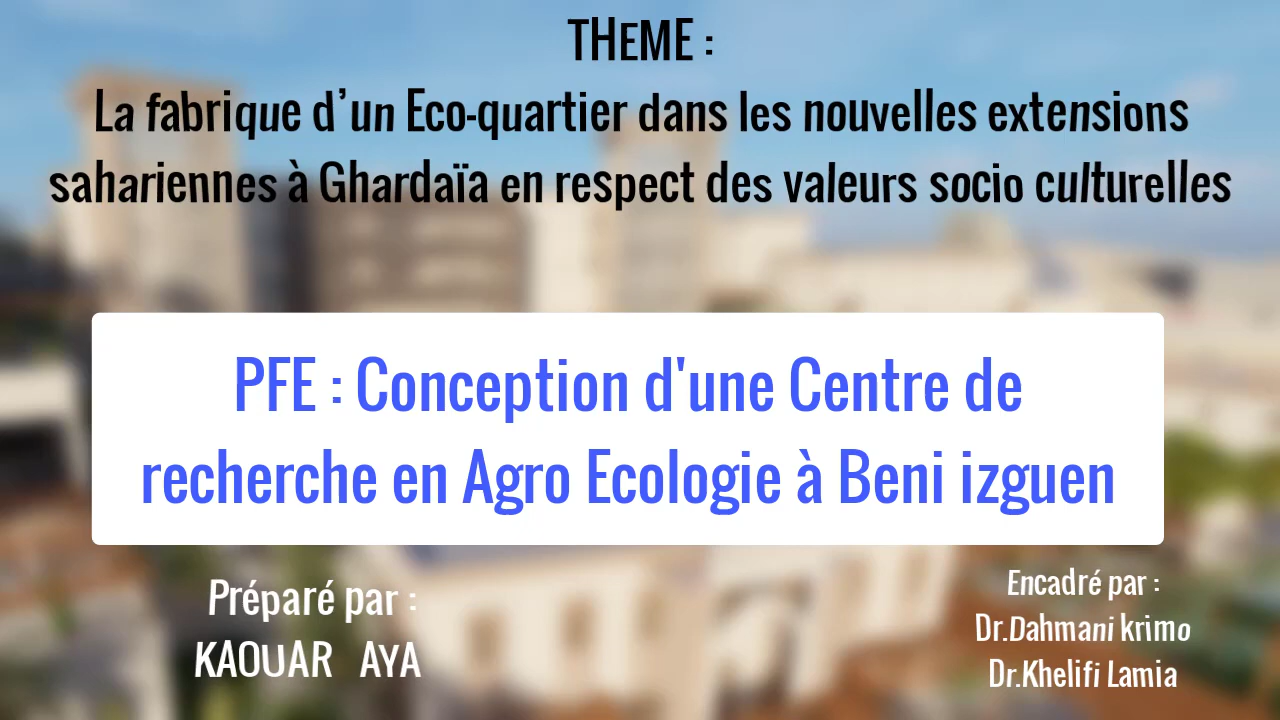 THEME :
La fabrique d’un Eco-quartier dans les nouvelles extensions
sahariennes à Ghardaïa en respect des valeurs socio culturelles
PFE : Conception d'une Centre de
recherche en Agro Ecologie à Beni izguen
Préparé par :
KAOUAR AYA
Encadré par :
Dr.Dahmani krimo
Dr.Khelifi Lamia